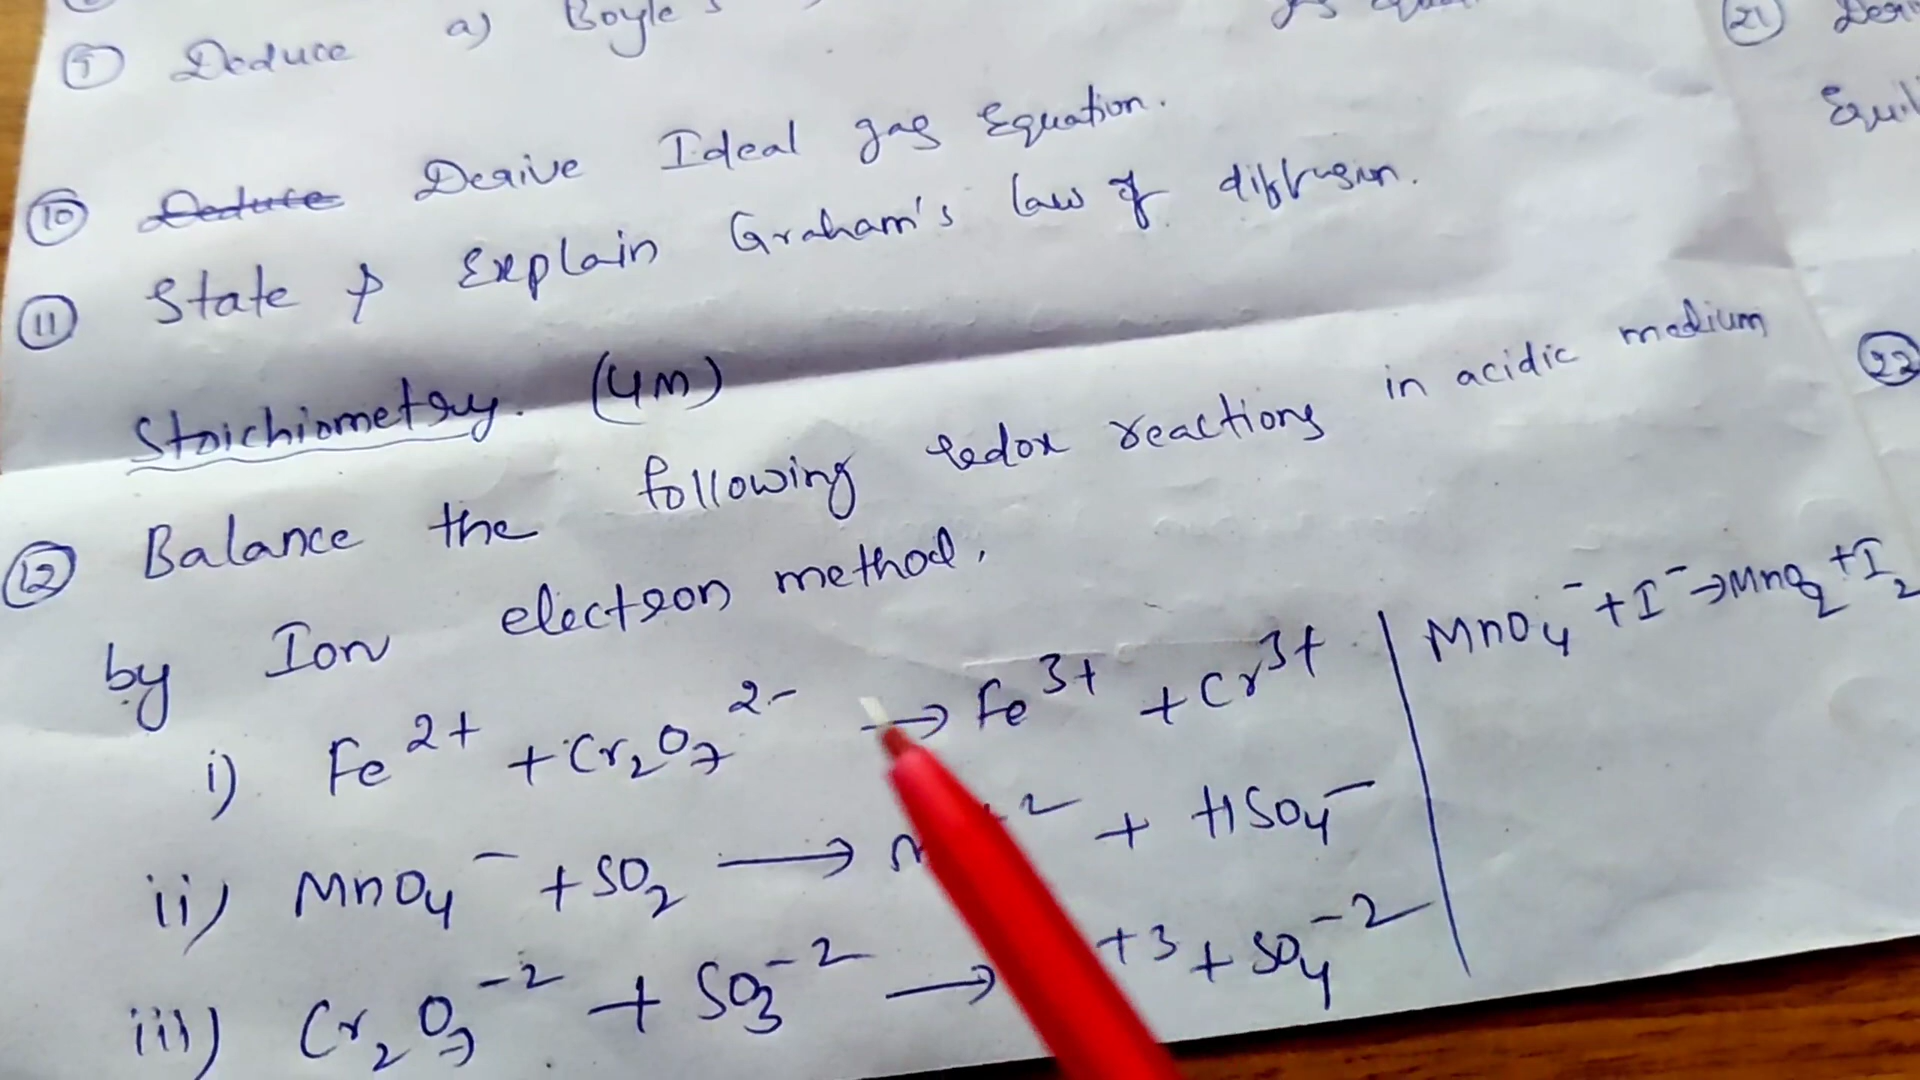 ⑨ Deduce a) Boyle's
⑩ Derive Ideal gas Equation.
⑪ State & Explain Graham's law of diffusion.
Stoichiometry. (4M)
⑫ Balance the following redox reactions in acidic medium
by Ion electron method.
i) Fe²⁺ + Cr₂O₇²⁻ → Fe³⁺ + Cr³⁺
MnO₄⁻ + I⁻ → MnO₂ + I₂
ii) MnO₄⁻ + SO₂ → + HSO₄⁻
iii) Cr₂O₇⁻² + SO₃⁻² → ⁺³ + SO₄⁻²
㉑
㉒